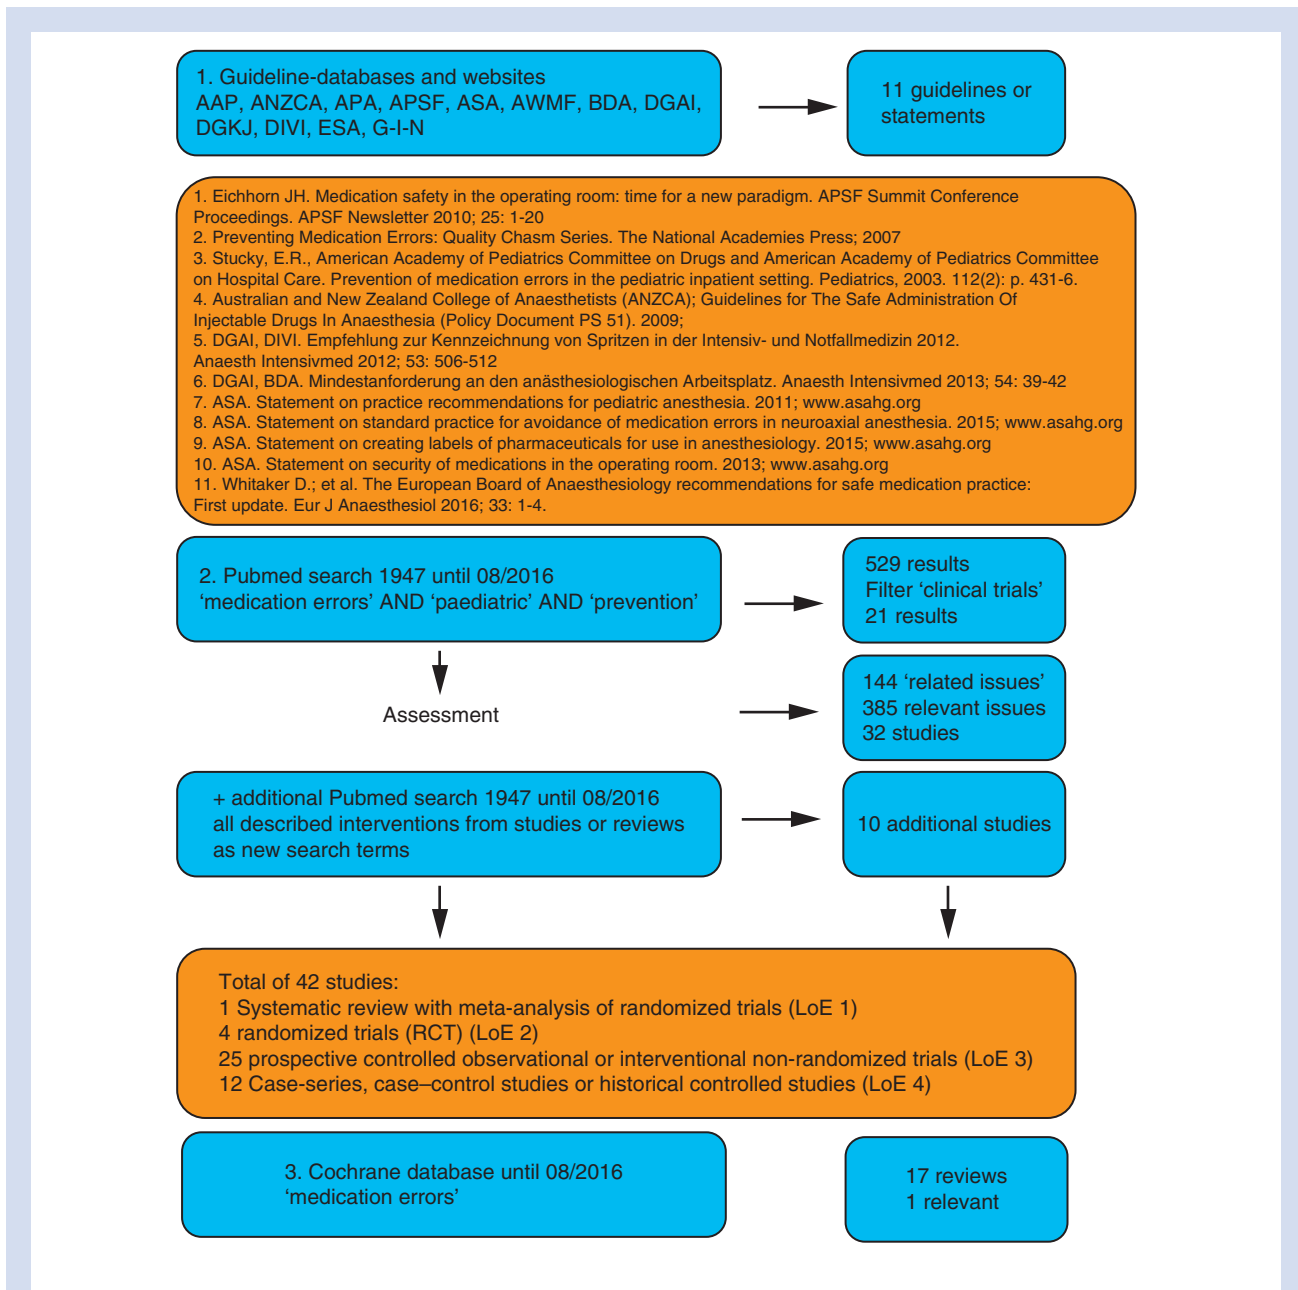 1. Guideline-databases and websites
AAP, ANZCA, APA, APSF, ASA, AWMF, BDA, DGAI,
DGKJ, DIVI, ESA, G-I-N
11 guidelines or
statements
1. Eichhorn JH. Medication safety in the operating room: time for a new paradigm. APSF Summit Conference
Proceedings. APSF Newsletter 2010; 25: 1-20
2. Preventing Medication Errors: Quality Chasm Series. The National Academies Press; 2007
3. Stucky, E.R., American Academy of Pediatrics Committee on Drugs and American Academy of Pediatrics Committee
on Hospital Care. Prevention of medication errors in the pediatric inpatient setting. Pediatrics, 2003. 112(2): p. 431-6.
4. Australian and New Zealand College of Anaesthetists (ANZCA); Guidelines for The Safe Administration Of
Injectable Drugs In Anaesthesia (Policy Document PS 51). 2009;
5. DGAI, DIVI. Empfehlung zur Kennzeichnung von Spritzen in der Intensiv- und Notfallmedizin 2012.
Anaesth Intensivmed 2012; 53: 506-512
6. DGAI, BDA. Mindestanforderung an den anästhesiologischen Arbeitsplatz. Anaesth Intensivmed 2013; 54: 39-42
7. ASA. Statement on practice recommendations for pediatric anesthesia. 2011; www.asahg.org
8. ASA. Statement on standard practice for avoidance of medication errors in neuroaxial anesthesia. 2015; www.asahg.org
9. ASA. Statement on creating labels of pharmaceuticals for use in anesthesiology. 2015; www.asahg.org
10. ASA. Statement on security of medications in the operating room. 2013; www.asahg.org
11. Whitaker D.; et al. The European Board of Anaesthesiology recommendations for safe medication practice:
First update. Eur J Anaesthesiol 2016; 33: 1-4.
2. Pubmed search 1947 until 08/2016
‘medication errors’ AND ‘paediatric’ AND ‘prevention’
529 results
Filter ‘clinical trials’
21 results
Assessment
144 ‘related issues’
385 relevant issues
32 studies
+ additional Pubmed search 1947 until 08/2016
all described interventions from studies or reviews
as new search terms
10 additional studies
Total of 42 studies:
1 Systematic review with meta-analysis of randomized trials (LoE 1)
4 randomized trials (RCT) (LoE 2)
25 prospective controlled observational or interventional non-randomized trials (LoE 3)
12 Case-series, case–control studies or historical controlled studies (LoE 4)
3. Cochrane database until 08/2016
‘medication errors’
17 reviews
1 relevant